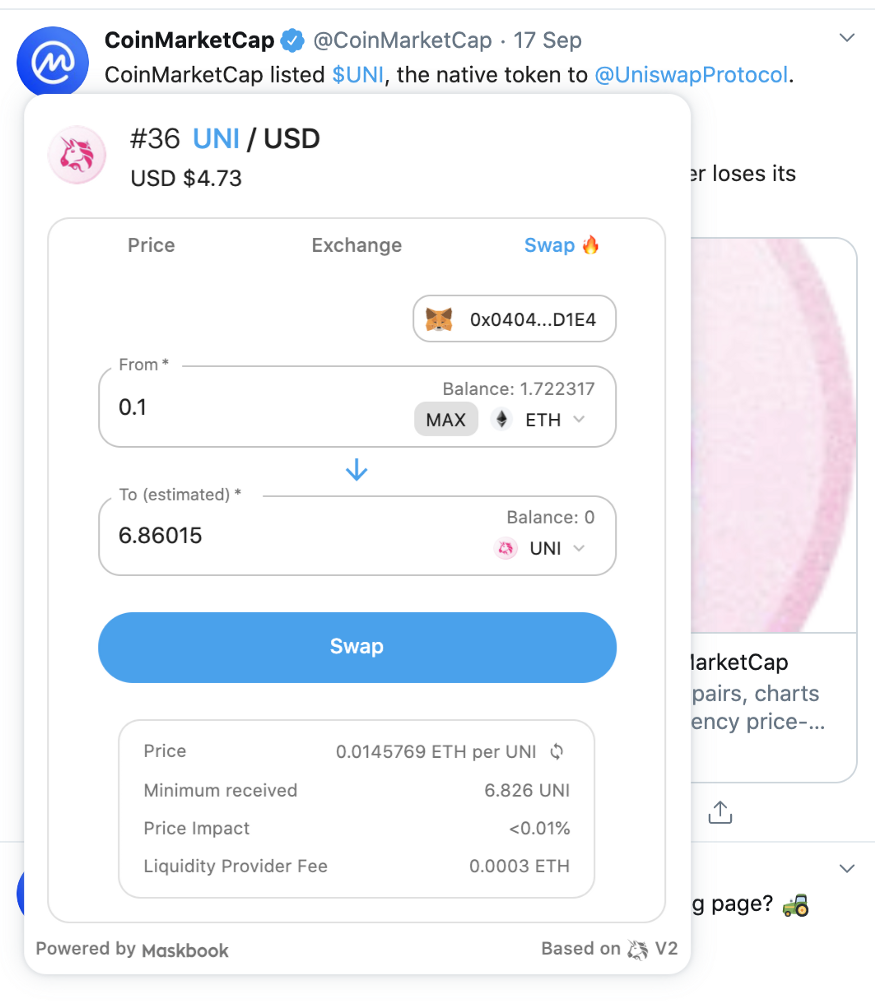 CoinMarketCap @CoinMarketCap · 17 Sep
CoinMarketCap listed $UNI, the native token to @UniswapProtocol.
#36 UNI / USD
USD $4.73
er loses its
Price Exchange Swap 🔥
0x0404...D1E4
From *
Balance: 1.722317
0.1
MAX ETH
To (estimated) *
Balance: 0
6.86015
UNI
Swap
MarketCap
pairs, charts
ency price-...
Price 0.0145769 ETH per UNI
Minimum received 6.826 UNI
Price Impact <0.01%
Liquidity Provider Fee 0.0003 ETH
g page? 🚜
Powered by Maskbook Based on V2